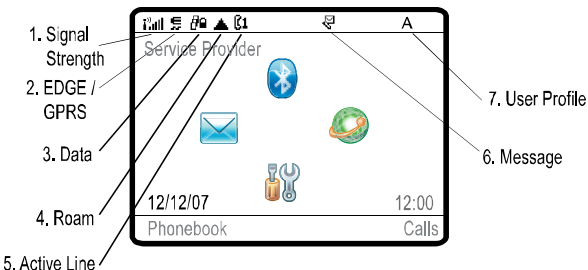 1. Signal
Strength
2. EDGE /
GPRS
3. Data
4. Roam
5. Active Line
1
A
Service Provider
7. User Profile
6. Message
12/12/07
12:00
Phonebook
Calls